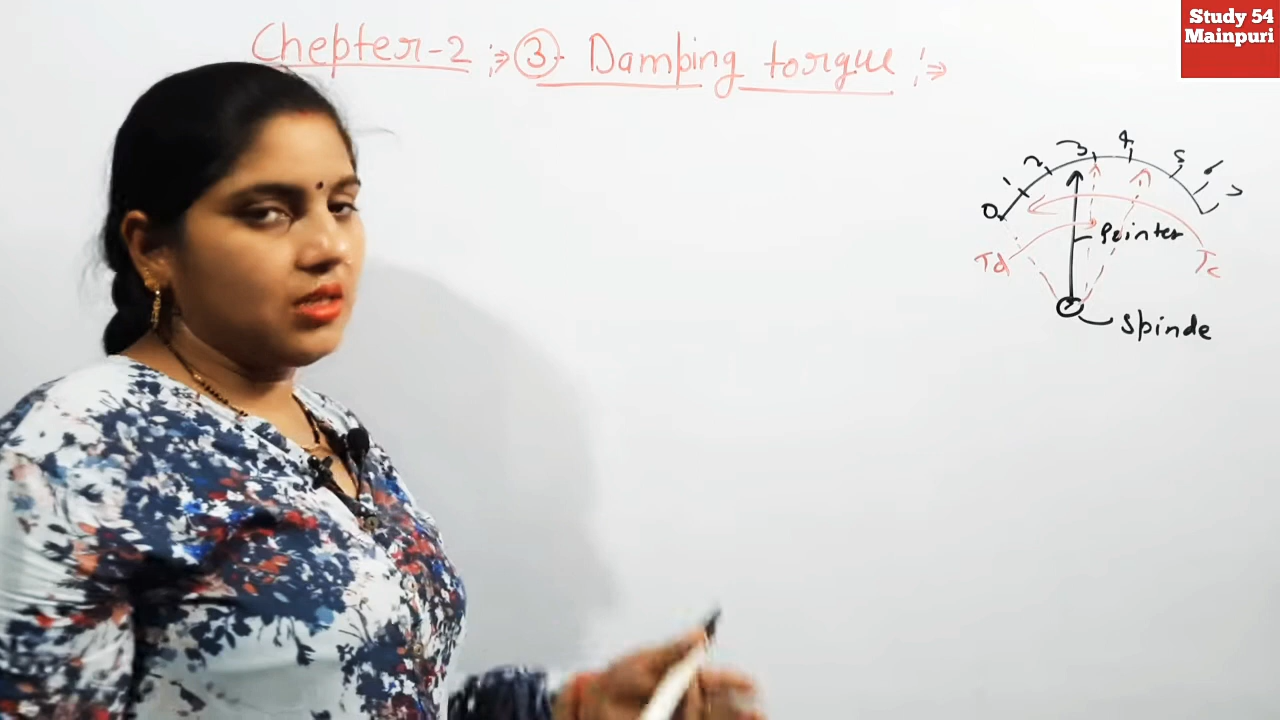 Chepter-2 ;⇒ ③. Damping torque ;⇒
Study 54
Mainpuri
0 1 2 3 4 5 6 7
Pointer
Td
Tc
Spinde